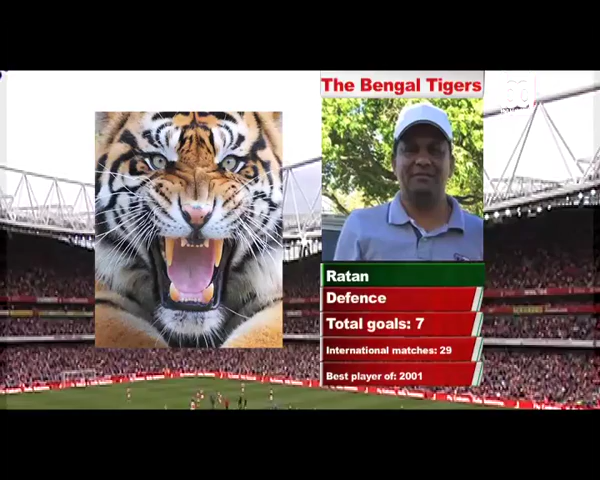 The Bengal Tigers
Ratan
Defence
Total goals: 7
International matches: 29
Best player of: 2001